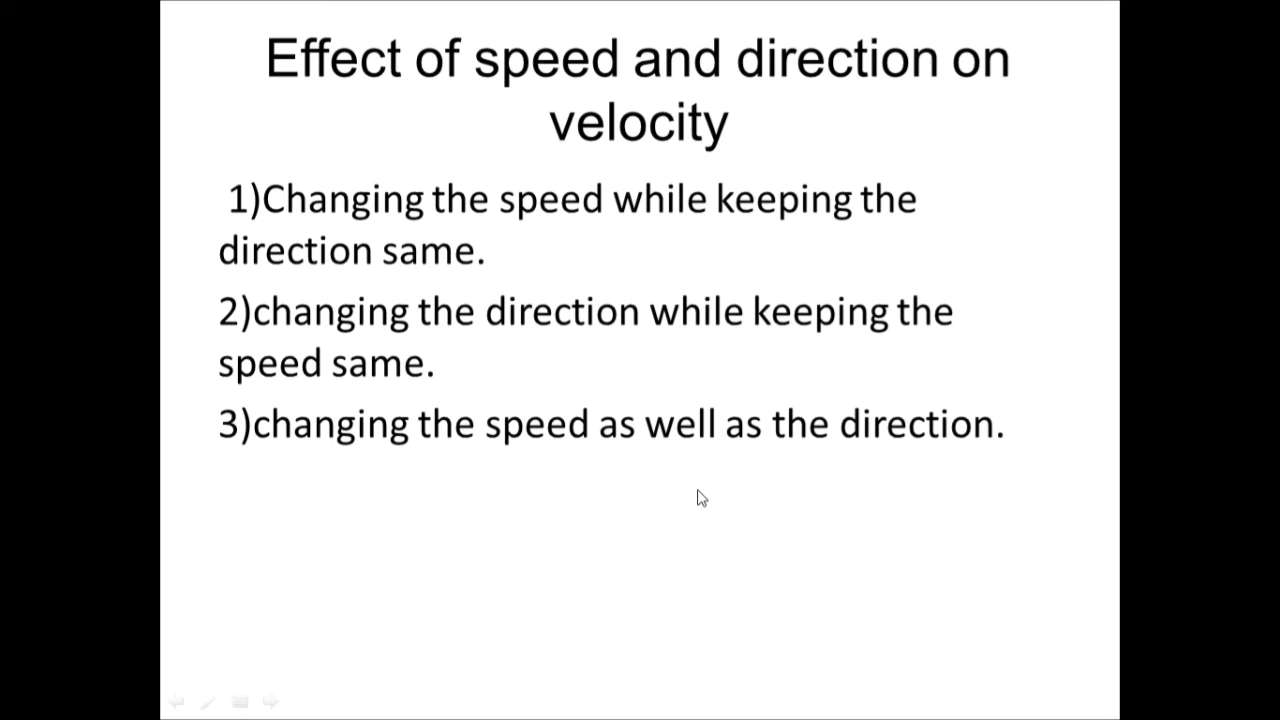 Effect of speed and direction on
velocity
1)Changing the speed while keeping the
direction same.
2)changing the direction while keeping the
speed same.
3)changing the speed as well as the direction.